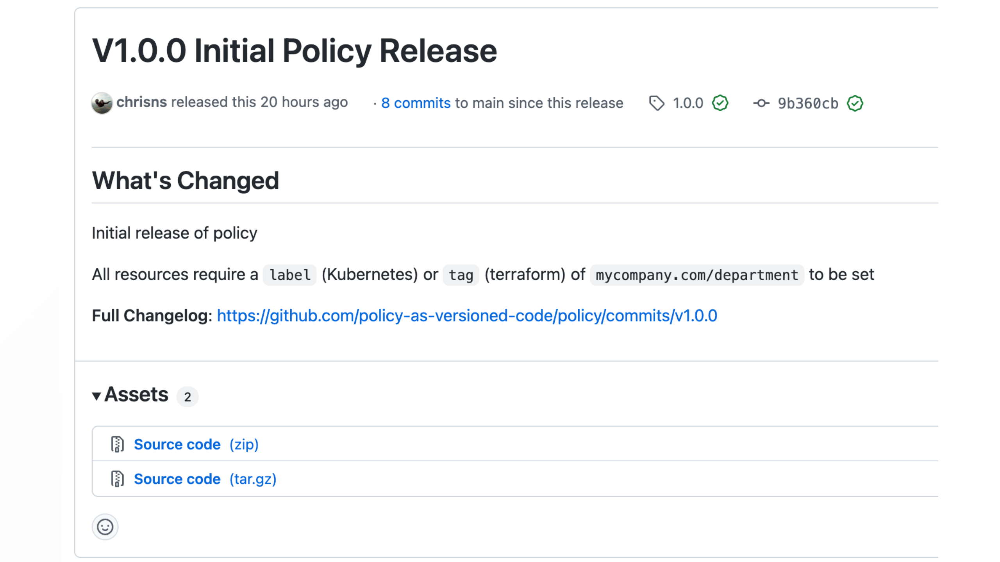 V1.0.0 Initial Policy Release
chrisns released this 20 hours ago · 8 commits to main since this release 1.0.0 9b360cb
What's Changed
Initial release of policy
All resources require a label (Kubernetes) or tag (terraform) of mycompany.com/department to be set
Full Changelog: https://github.com/policy-as-versioned-code/policy/commits/v1.0.0
Assets 2
Source code (zip)
Source code (tar.gz)